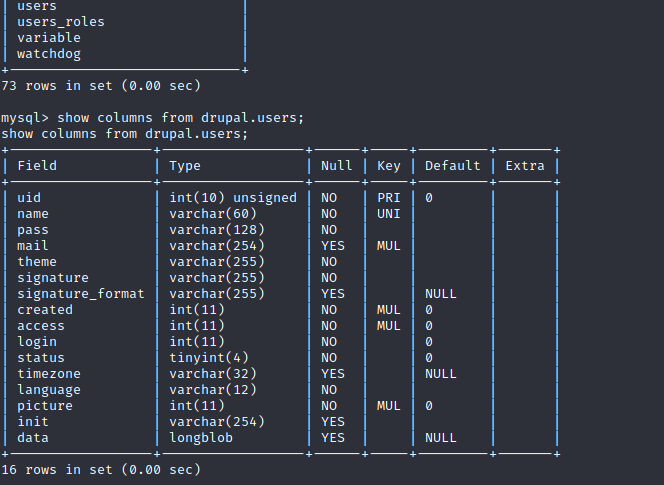 | users                       |
| users_roles                 |
| variable                    |
| watchdog                    |
+-----------------------------+
73 rows in set (0.00 sec)

mysql> show columns from drupal.users;
show columns from drupal.users;
+------------------+------------------+------+-----+---------+-------+
| Field            | Type             | Null | Key | Default | Extra |
+------------------+------------------+------+-----+---------+-------+
| uid              | int(10) unsigned | NO   | PRI | 0       |       |
| name             | varchar(60)      | NO   | UNI |         |       |
| pass             | varchar(128)     | NO   |     |         |       |
| mail             | varchar(254)     | YES  | MUL |         |       |
| theme            | varchar(255)     | NO   |     |         |       |
| signature        | varchar(255)     | NO   |     |         |       |
| signature_format | varchar(255)     | YES  |     | NULL    |       |
| created          | int(11)          | NO   | MUL | 0       |       |
| access           | int(11)          | NO   | MUL | 0       |       |
| login            | int(11)          | NO   |     | 0       |       |
| status           | tinyint(4)       | NO   |     | 0       |       |
| timezone         | varchar(32)      | YES  |     | NULL    |       |
| language         | varchar(12)      | NO   |     |         |       |
| picture          | int(11)          | NO   | MUL | 0       |       |
| init             | varchar(254)     | YES  |     |         |       |
| data             | longblob         | YES  |     | NULL    |       |
+------------------+------------------+------+-----+---------+-------+
16 rows in set (0.00 sec)